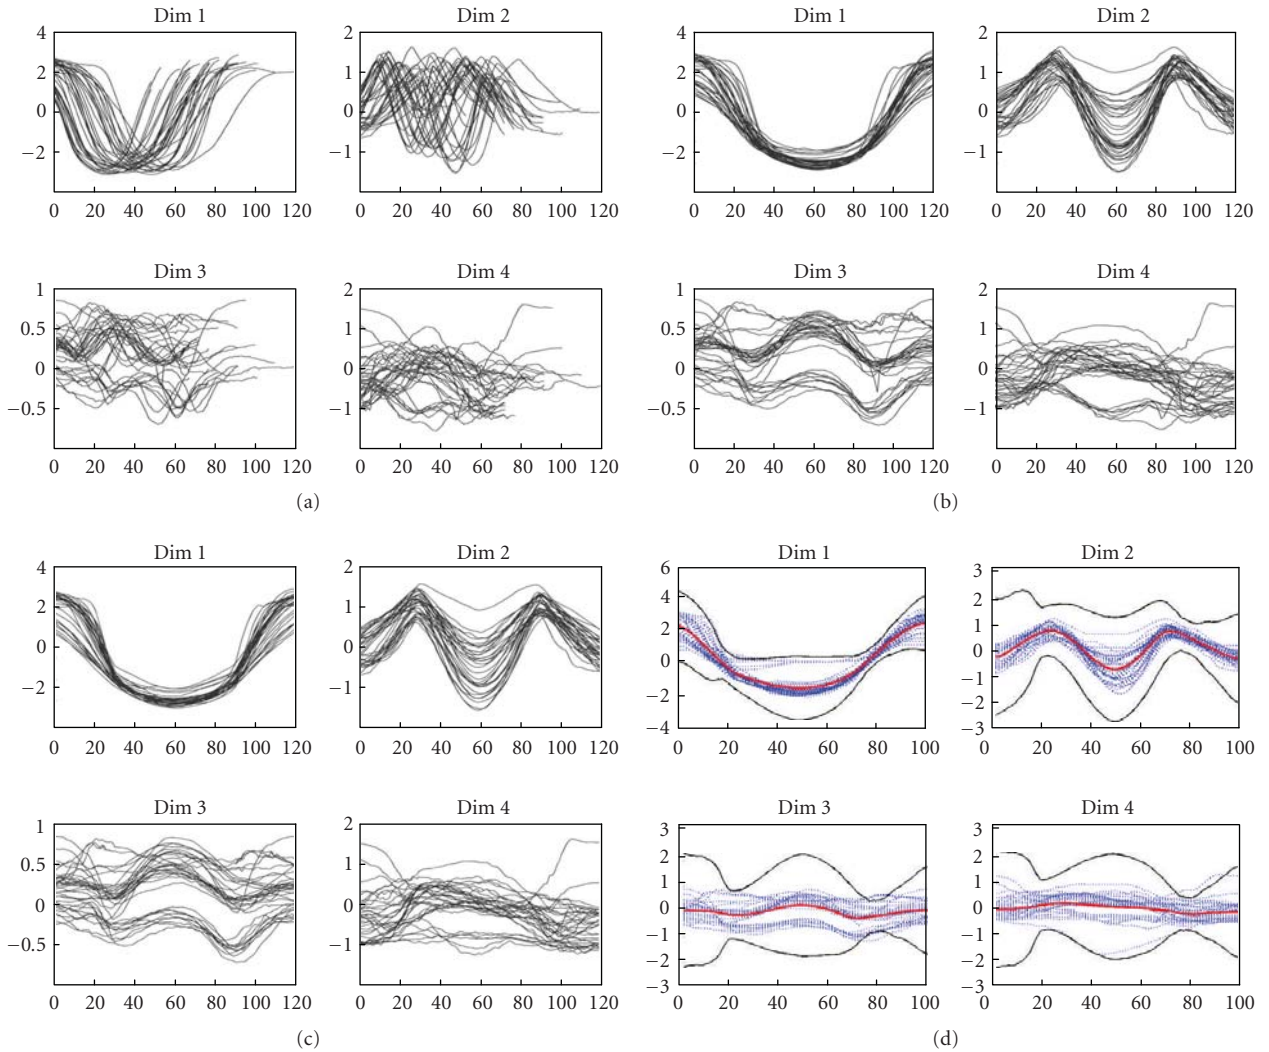 Dim 1 Dim 2 Dim 1 Dim 2
4 2 4 2
2 1 2 1
0 0 0 0
−2 −1 −2 −1
0 20 40 60 80 100 120 0 20 40 60 80 100 120 0 20 40 60 80 100 120 0 20 40 60 80 100 120
Dim 3 Dim 4 Dim 3 Dim 4
1 2 1 2
0.5 1 0.5 1
0 0 0 0
−0.5 −1 −0.5 −1
0 20 40 60 80 100 120 0 20 40 60 80 100 120 0 20 40 60 80 100 120 0 20 40 60 80 100 120
(a) (b)
Dim 1 Dim 2 Dim 1 Dim 2
4 2 6 3
2 1 4 2
0 0 2 1
−2 −1 0 0
−2 −1
−4 −2
−3
0 20 40 60 80 100 120 0 20 40 60 80 100 120 0 20 40 60 80 100 0 20 40 60 80 100
Dim 3 Dim 4 Dim 3 Dim 4
1 2 3 3
0.5 1 2 2
0 0 1 1
−0.5 −1 0 0
−1 −1
−2 −2
−3 −3
0 20 40 60 80 100 120 0 20 40 60 80 100 120 0 20 40 60 80 100 0 20 40 60 80 100
(c) (d)